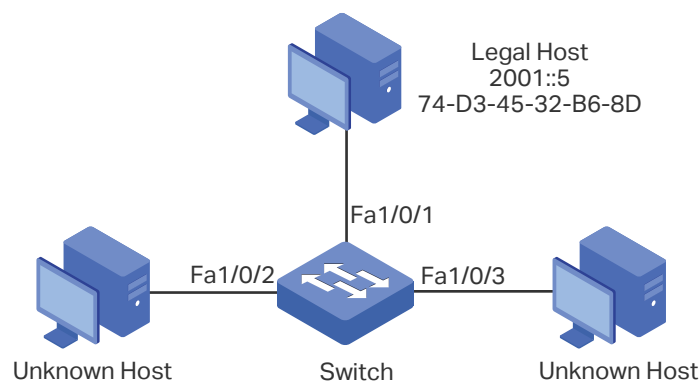 Legal Host
2001::5
74-D3-45-32-B6-8D
Fa1/0/1
Fa1/0/2
Fa1/0/3
Unknown Host
Switch
Unknown Host